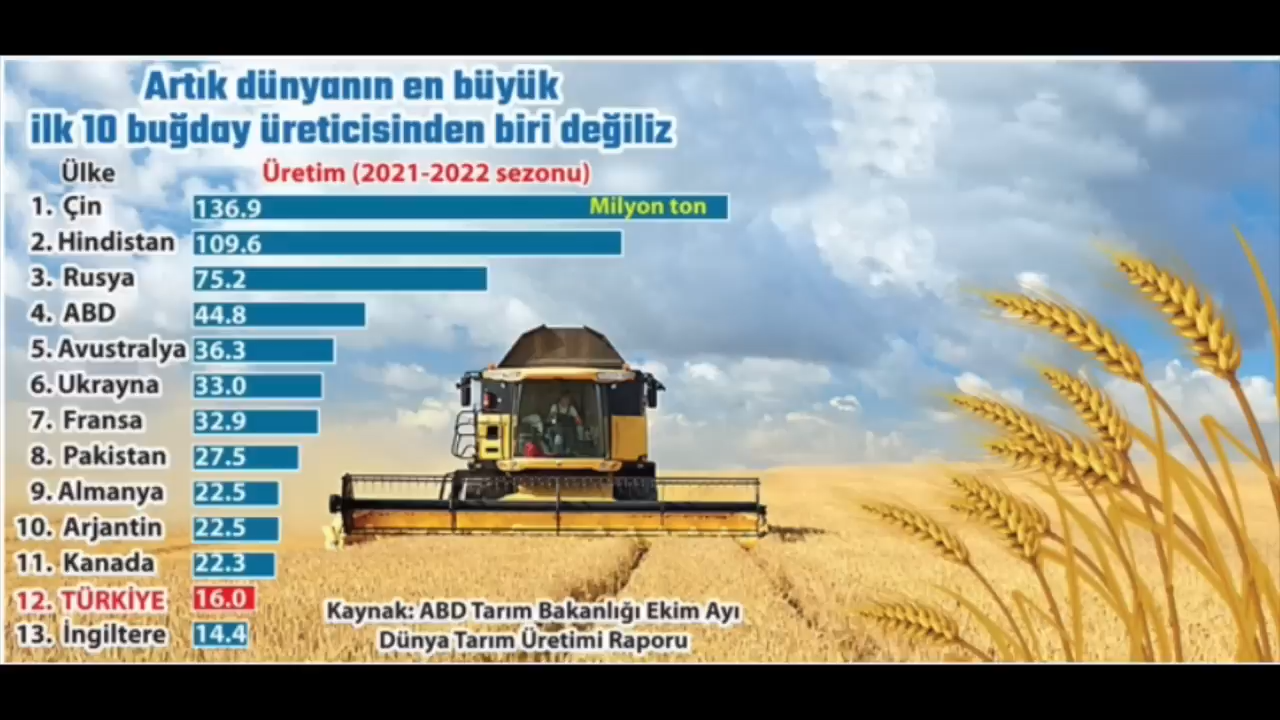 Artık dünyanın en büyük
ilk 10 buğday üreticisinden biri değiliz
Ülke Üretim (2021-2022 sezonu)
1. Çin 136.9 Milyon ton
2. Hindistan 109.6
3. Rusya 75.2
4. ABD 44.8
5. Avustralya 36.3
6. Ukrayna 33.0
7. Fransa 32.9
8. Pakistan 27.5
9. Almanya 22.5
10. Arjantin 22.5
11. Kanada 22.3
12. TÜRKİYE 16.0
13. İngiltere 14.4
Kaynak: ABD Tarım Bakanlığı Ekim Ayı
Dünya Tarım Üretimi Raporu